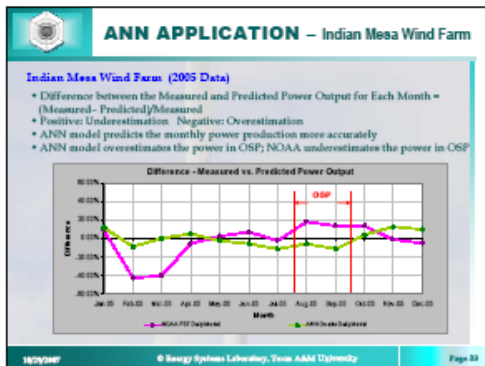 ANN APPLICATION – Indian Mesa Wind Farm
Indian Mesa Wind Farm (2005 Data)
• Difference between the Measured and Predicted Power Output for Each Month =
(Measured– Predicted)/Measured
• Positive: Underestimation Negative: Overestimation
• ANN model predicts the monthly power production more accurately
• ANN model overestimates the power in OSP; NOAA underestimates the power in OSP
Difference - Measured vs. Predicted Power Output
OSP
Difference
Month
10/29/2007
© Energy Systems Laboratory, Texas A&M University